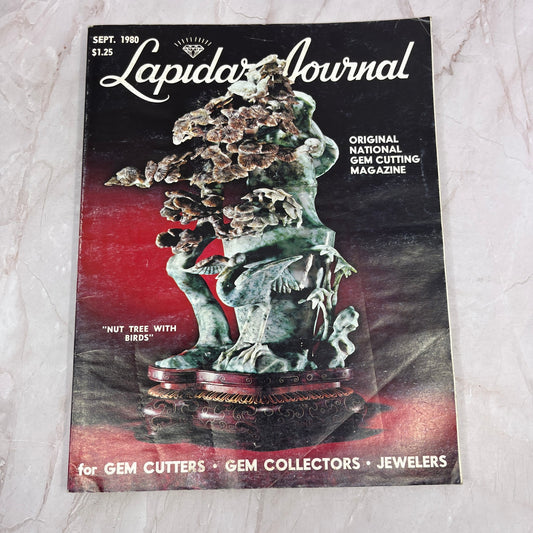 SEPT. 1980
$1.25
Lapidary Journal
ORIGINAL
NATIONAL
GEM CUTTING
MAGAZINE
"NUT TREE WITH
BIRDS"
for GEM CUTTERS • GEM COLLECTORS • JEWELERS